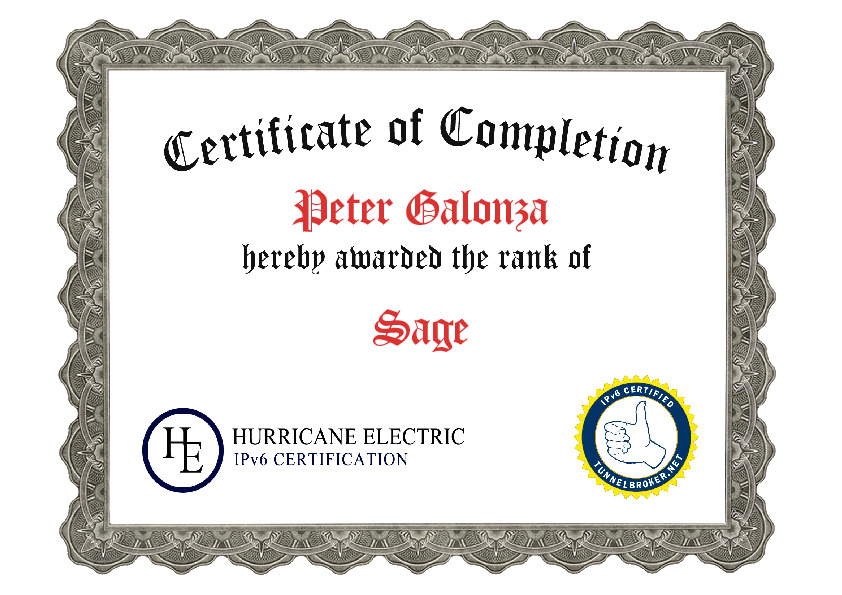 Certificate of Completion
Peter Galonza
hereby awarded the rank of
Sage
HE
HURRICANE ELECTRIC
IPv6 CERTIFICATION
IPv6 CERTIFIED
TUNNELBROKER.NET